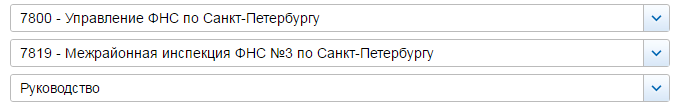 7800 - Управление ФНС по Санкт-Петербургу
7819 - Межрайонная инспекция ФНС №3 по Санкт-Петербургу
Руководство